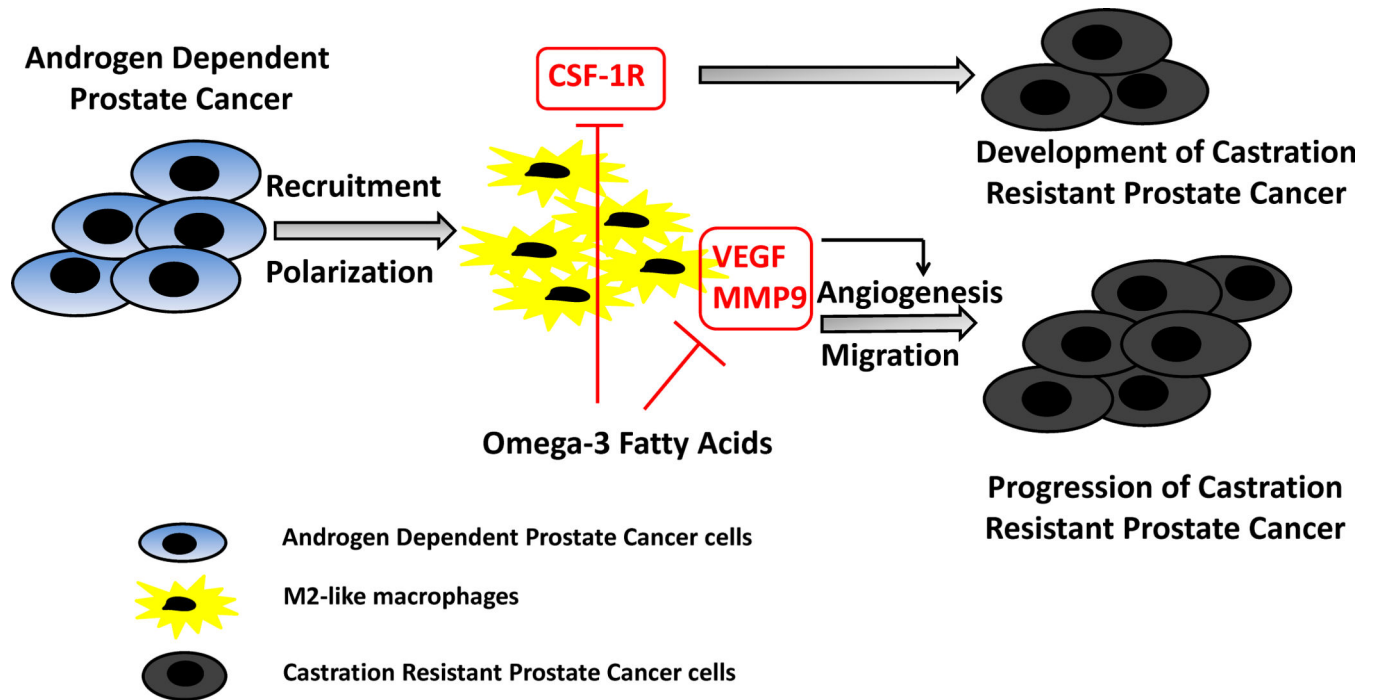 Androgen Dependent
Prostate Cancer
CSF-1R
Development of Castration
Resistant Prostate Cancer
Recruitment
Polarization
VEGF
MMP9
Angiogenesis
Migration
Omega-3 Fatty Acids
Progression of Castration
Resistant Prostate Cancer
Androgen Dependent Prostate Cancer cells
M2-like macrophages
Castration Resistant Prostate Cancer cells